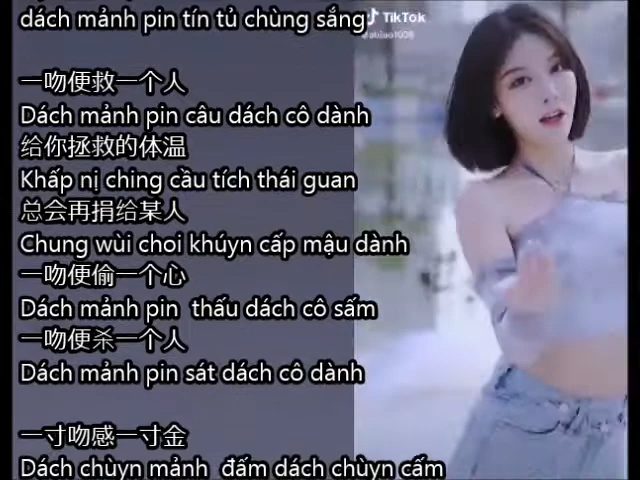 dách mảnh pin tín tủ chùng sắng
TikTok
一吻便救一个人
Dách mảnh pin câu dách cô dành
给你拯救的体温
Khấp nị ching cầu tích thái guan
总会再捐给某人
Chung wùi choi khúyn cấp mậu dành
一吻便偷一个心
Dách mảnh pin thấu dách cô sấm
一吻便杀一个人
Dách mảnh pin sát dách cô dành
一寸吻感一寸金
Dách chùyn mảnh đấm dách chùyn cấm